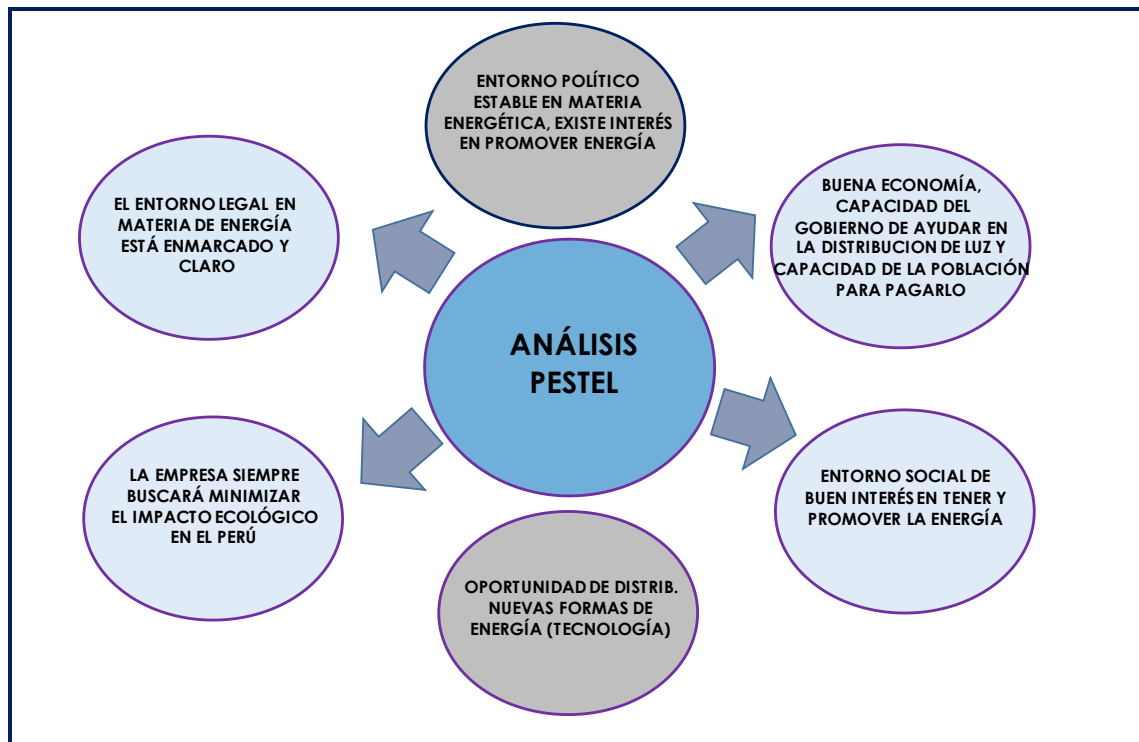 ENTORNO POLÍTICO
ESTABLE EN MATERIA
ENERGÉTICA, EXISTE INTERÉS
EN PROMOVER ENERGÍA
EL ENTORNO LEGAL EN
MATERIA DE ENERGÍA
ESTÁ ENMARCADO Y
CLARO
BUENA ECONOMÍA,
CAPACIDAD DEL
GOBIERNO DE AYUDAR EN
LA DISTRIBUCION DE LUZ Y
CAPACIDAD DE LA POBLACIÓN
PARA PAGARLO
ANÁLISIS
PESTEL
LA EMPRESA SIEMPRE
BUSCARÁ MINIMIZAR
EL IMPACTO ECOLÓGICO
EN EL PERÚ
ENTORNO SOCIAL DE
BUEN INTERÉS EN TENER Y
PROMOVER LA ENERGÍA
OPORTUNIDAD DE DISTRIB.
NUEVAS FORMAS DE
ENERGÍA (TECNOLOGÍA)